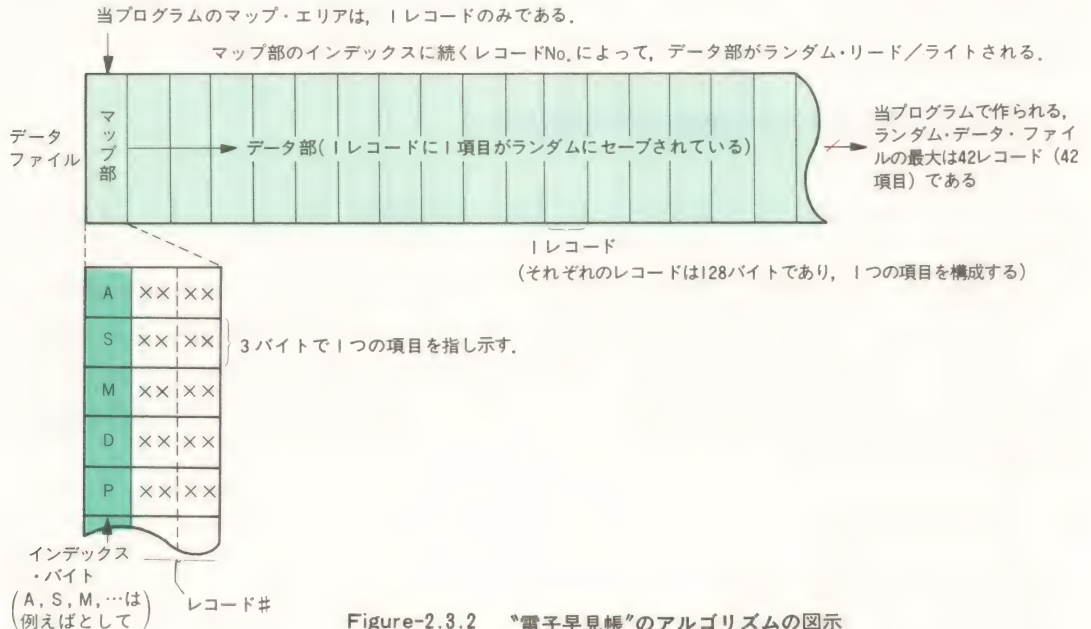 当プログラムのマップ・エリアは，1レコードのみである．
マップ部のインデックスに続くレコードNo.によって，データ部がランダム・リード／ライトされる．
データ
ファイル
マップ部
データ部(1レコードに1項目がランダムにセーブされている)
当プログラムで作られる，
ランダム・データ・ファイ
ルの最大は42レコード（42
項目）である
1レコード
(それぞれのレコードは128バイトであり，1つの項目を構成する)
A ×× ××
S ×× ××
3バイトで1つの項目を指し示す．
M ×× ××
D ×× ××
P ×× ××
インデックス
・バイト
(A，S，M，…は
例えばとして
レコード#
Figure-2.3.2 "電子早見帳"のアルゴリズムの図示